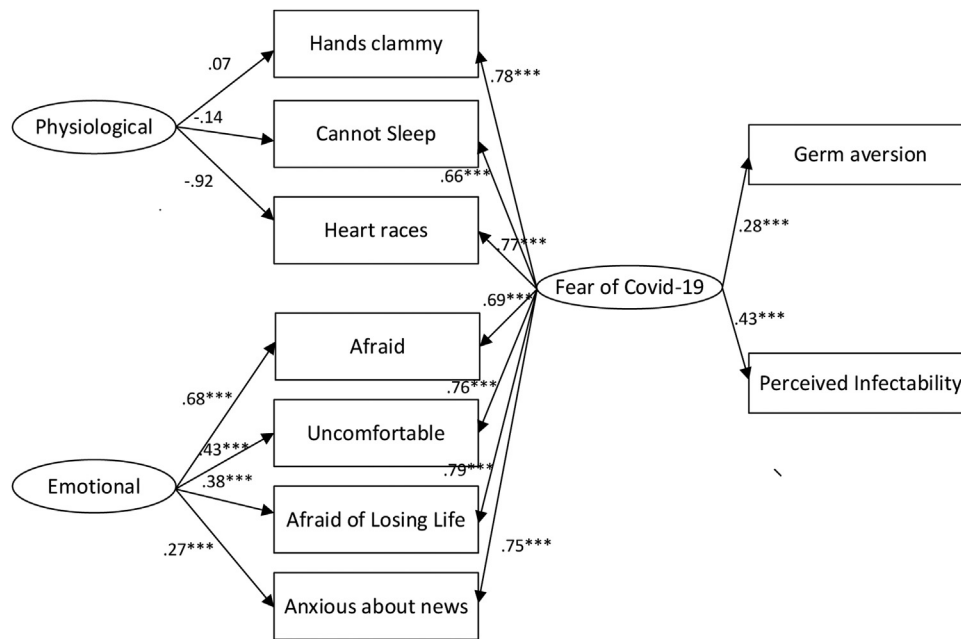 Hands clammy
.07
.78***
Physiological
-.14
Cannot Sleep
.66***
Germ aversion
-.92
Heart races
.77***
.28***
Fear of Covid-19
.69***
Afraid
.43***
.68***
.76***
Perceived Infectability
Uncomfortable
.43***
.79***
.38***
Emotional
Afraid of Losing Life
.27***
.75***
Anxious about news